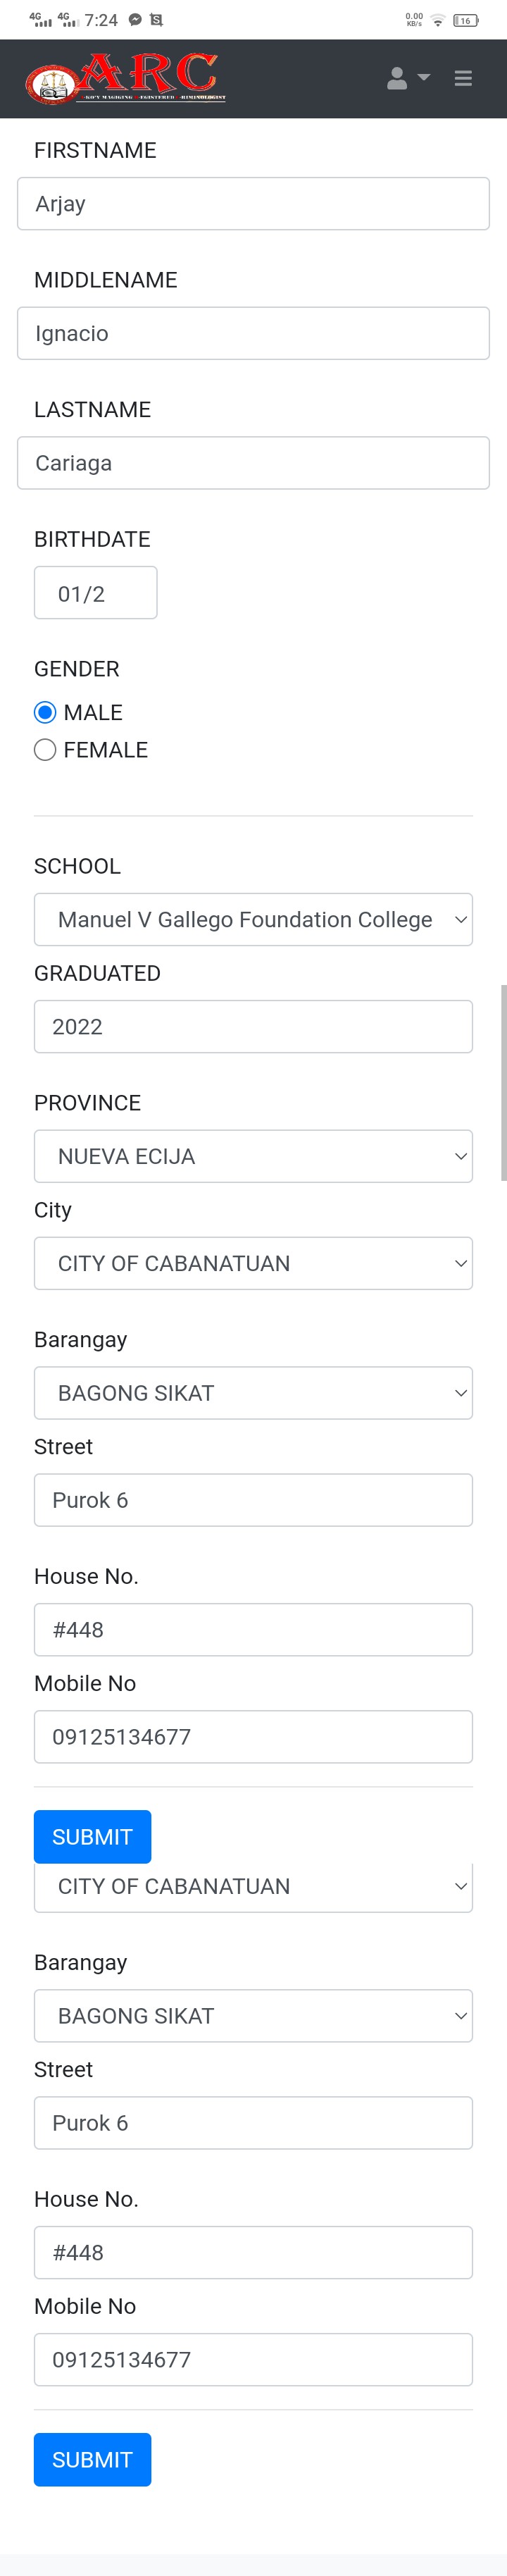 4G 4G 7:24 0.00 KB/s 16
ARC
FIRSTNAME
Arjay
MIDDLENAME
Ignacio
LASTNAME
Cariaga
BIRTHDATE
01/2
GENDER
MALE
FEMALE
SCHOOL
Manuel V Gallego Foundation College
GRADUATED
2022
PROVINCE
NUEVA ECIJA
City
CITY OF CABANATUAN
Barangay
BAGONG SIKAT
Street
Purok 6
House No.
#448
Mobile No
09125134677
SUBMIT
CITY OF CABANATUAN
Barangay
BAGONG SIKAT
Street
Purok 6
House No.
#448
Mobile No
09125134677
SUBMIT